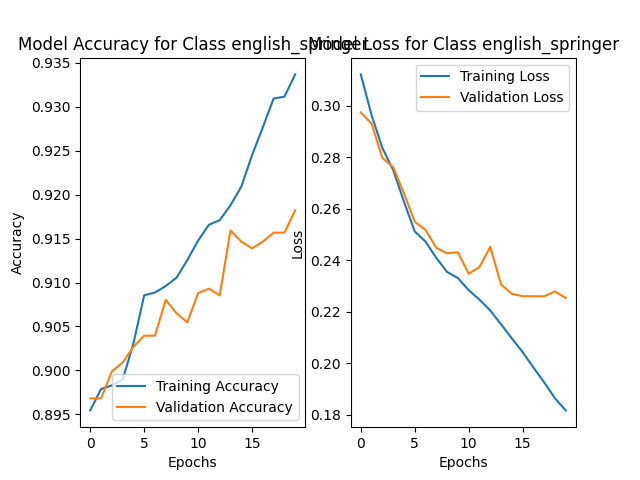 Model Accuracy for Class english_springer
Model Loss for Class english_springer
Accuracy
0.935
0.930
0.925
0.920
0.915
0.910
0.905
0.900
0.895
Training Accuracy
Validation Accuracy
0
5
10
15
Epochs
Loss
0.30
0.28
0.26
0.24
0.22
0.20
0.18
Training Loss
Validation Loss
0
5
10
15
Epochs